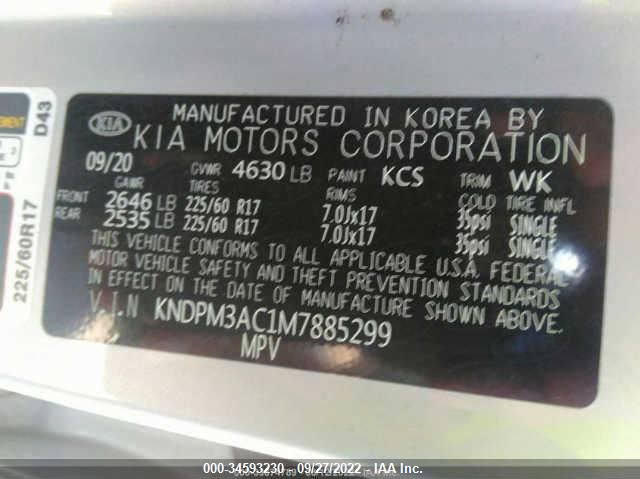 EMENT
D43
225/60R17
KIA
MANUFACTURED IN KOREA BY
KIA MOTORS CORPORATION
09/20 GVWR 4630 LB PAINT KCS TRIM WK
GAWR TIRES RIMS COLD TIRE INFL
FRONT 2646 LB 225/60 R17 7.0Jx17 35psi SINGLE
REAR 2535 LB 225/60 R17 7.0Jx17 35psi SINGLE
THIS VEHICLE CONFORMS TO ALL APPLICABLE U.S.A. FEDERAL
MOTOR VEHICLE SAFETY AND THEFT PREVENTION STANDARDS
IN EFFECT ON THE DATE OF MANUFACTURE SHOWN ABOVE.
V.I.N KNDPM3AC1M7885299
MPV
000-34593230 - 09/27/2022 - IAA Inc.